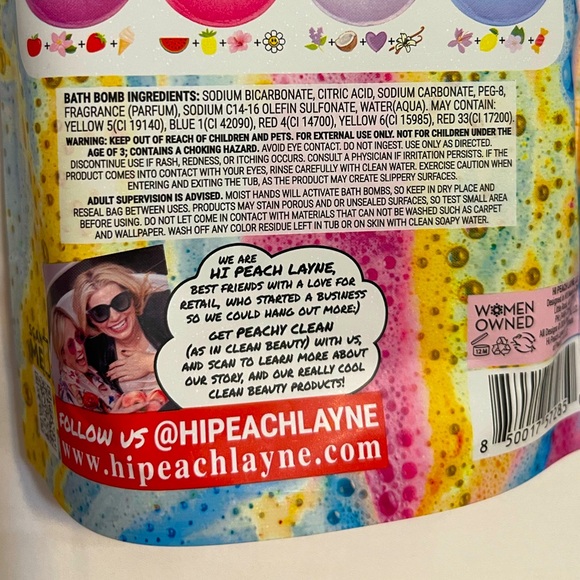 BATH BOMB INGREDIENTS: SODIUM BICARBONATE, CITRIC ACID, SODIUM CARBONATE, PEG-8,
FRAGRANCE (PARFUM), SODIUM C14-16 OLEFIN SULFONATE, WATER(AQUA). MAY CONTAIN:
YELLOW 5(CI 19140), BLUE 1(CI 42090), RED 4(CI 14700), YELLOW 6(CI 15985), RED 33(CI 17200).
WARNING: KEEP OUT OF REACH OF CHILDREN AND PETS. FOR EXTERNAL USE ONLY. NOT FOR CHILDREN UNDER THE
AGE OF 3; CONTAINS A CHOKING HAZARD. AVOID EYE CONTACT. DO NOT INGEST. USE ONLY AS DIRECTED.
DISCONTINUE USE IF RASH, REDNESS, OR ITCHING OCCURS. CONSULT A PHYSICIAN IF IRRITATION PERSISTS. IF THE
PRODUCT COMES INTO CONTACT WITH YOUR EYES, RINSE CAREFULLY WITH CLEAN WATER. EXERCISE CAUTION WHEN
ENTERING AND EXITING THE TUB, AS THE PRODUCT MAY CREATE SLIPPERY SURFACES.
ADULT SUPERVISION IS ADVISED. MOIST HANDS WILL ACTIVATE BATH BOMBS, SO KEEP IN DRY PLACE AND
RESEAL BAG BETWEEN USES. PRODUCTS MAY STAIN POROUS AND OR UNSEALED SURFACES, SO TEST SMALL AREA
BEFORE USING. DO NOT LET COME IN CONTACT WITH MATERIALS THAT CAN NOT BE WASHED SUCH AS CARPET
AND WALLPAPER. WASH OFF ANY COLOR RESIDUE LEFT IN TUB OR ON SKIN WITH CLEAN SOAPY WATER.
WE ARE
HI PEACH LAYNE,
BEST FRIENDS WITH A LOVE FOR
RETAIL, WHO STARTED A BUSINESS
SO WE COULD HANG OUT MORE:)
GET PEACHY CLEAN
(AS IN CLEAN BEAUTY) WITH US,
AND SCAN TO LEARN MORE ABOUT
OUR STORY, AND OUR REALLY COOL
CLEAN BEAUTY PRODUCTS!
FOLLOW US @HIPEACHLAYNE
www.hipeachlayne.com
WOMEN
OWNED
12 M